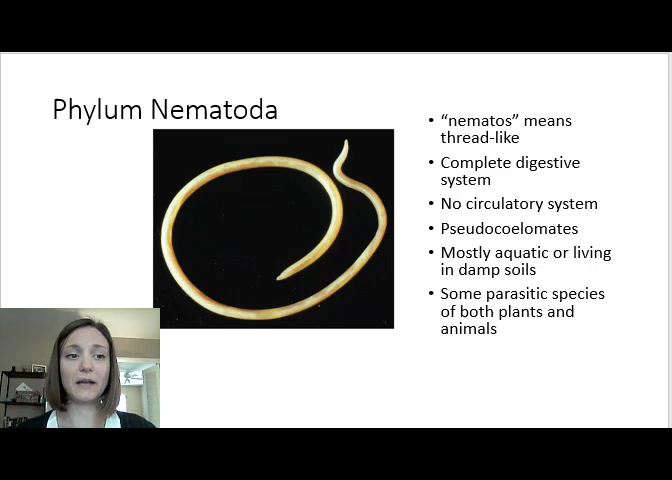 Phylum Nematoda
• “nematos” means
thread-like
• Complete digestive
system
• No circulatory system
• Pseudocoelomates
• Mostly aquatic or living
in damp soils
• Some parasitic species
of both plants and
animals